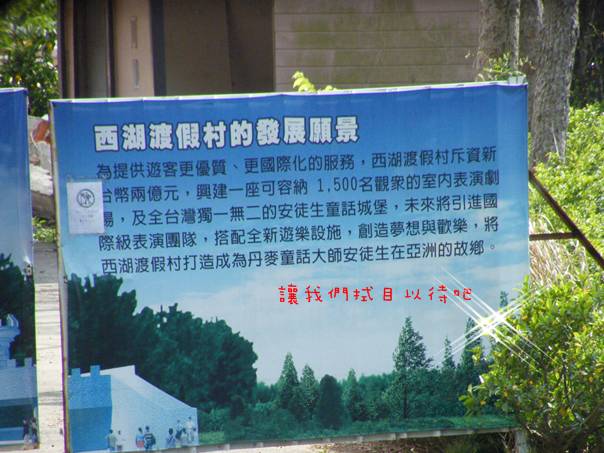 西湖渡假村的發展願景
為提供遊客更優質、更國際化的服務，西湖渡假村斥資新
台幣兩億元，興建一座可容納 1,500名觀眾的室內表演劇
場，及全台灣獨一無二的安徒生童話城堡，未來將引進國
際級表演團隊，搭配全新遊樂設施，創造夢想與歡樂，將
西湖渡假村打造成為丹麥童話大師安徒生在亞洲的故鄉。
讓我們拭目以待吧